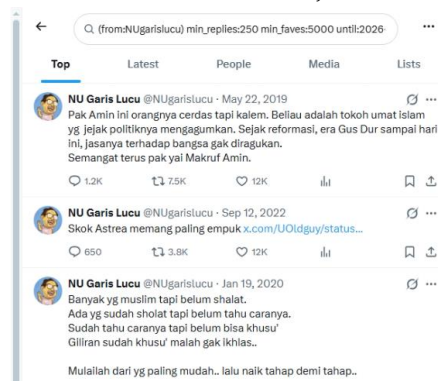 (from:NUgarislucu) min_replies:250 min_faves:5000 until:2026-
Top Latest People Media Lists
NU Garis Lucu @NUgarislucu · May 22, 2019
Pak Amin ini orangnya cerdas tapi kalem. Beliau adalah tokoh umat islam
yg jejak politiknya mengagumkan. Sejak reformasi, era Gus Dur sampai hari
ini, jasanya terhadap bangsa gak diragukan.
Semangat terus pak yai Makruf Amin.
1.2K 7.5K 12K
NU Garis Lucu @NUgarislucu · Sep 12, 2022
Skok Astrea memang paling empuk x.com/UOldguy/status...
650 3.8K 12K
NU Garis Lucu @NUgarislucu · Jan 19, 2020
Banyak yg muslim tapi belum shalat.
Ada yg sudah sholat tapi belum tahu caranya.
Sudah tahu caranya tapi belum bisa khusu'
Giliran sudah khusu' malah gak ikhlas..
Mulailah dari yg paling mudah.. lalu naik tahap demi tahap..